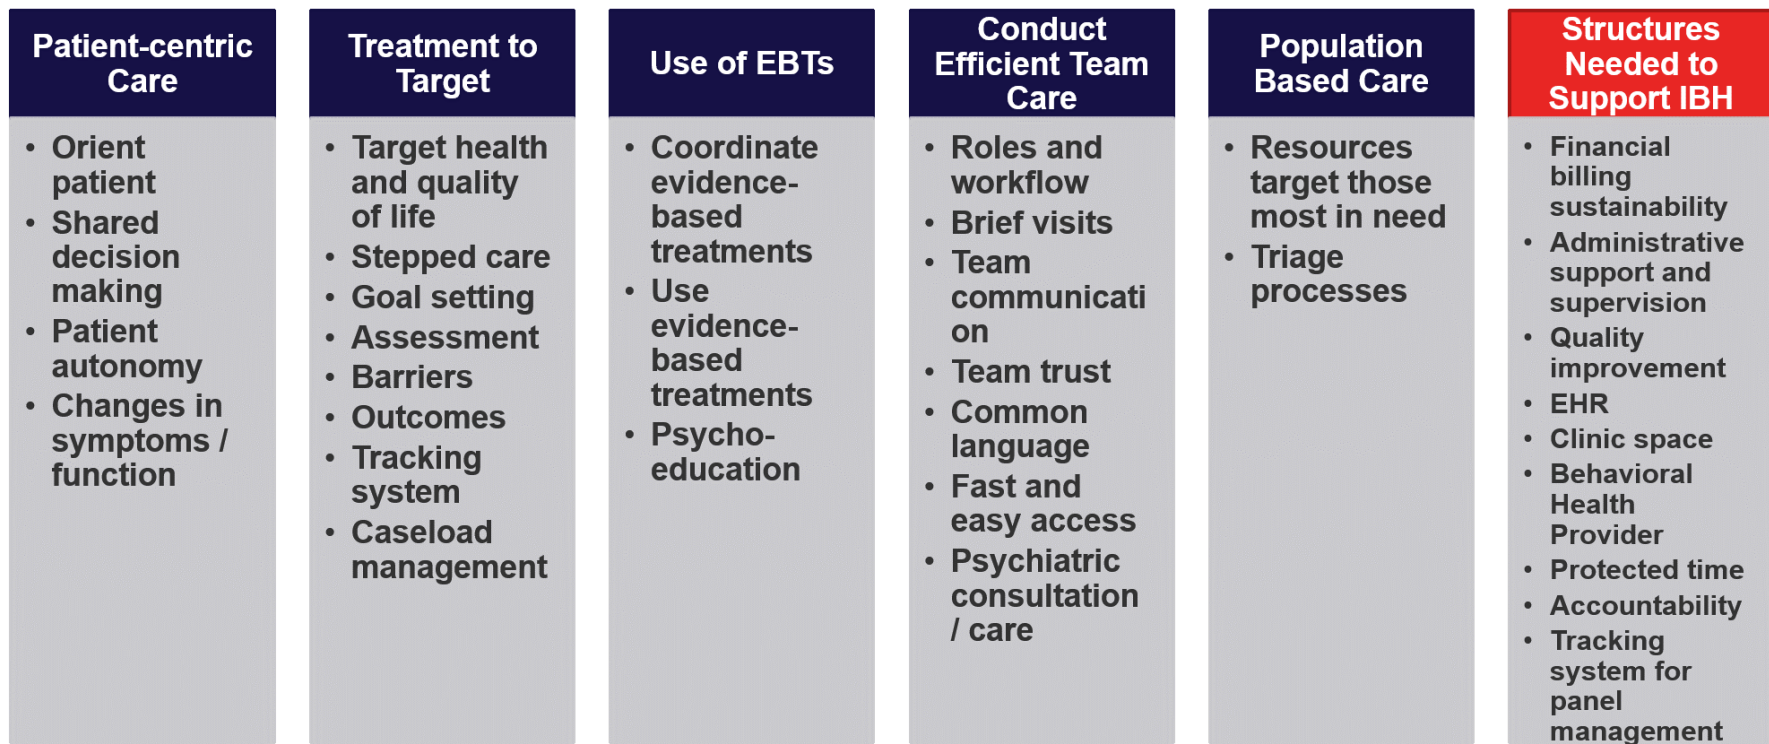 Patient-centric
Care
• Orient
patient
• Shared
decision
making
• Patient
autonomy
• Changes in
symptoms /
function
Treatment to
Target
• Target health
and quality
of life
• Stepped care
• Goal setting
• Assessment
• Barriers
• Outcomes
• Tracking
system
• Caseload
management
Use of EBTs
• Coordinate
evidence-
based
treatments
• Use
evidence-
based
treatments
• Psycho-
education
Conduct
Efficient Team
Care
• Roles and
workflow
• Brief visits
• Team
communicati
on
• Team trust
• Common
language
• Fast and
easy access
• Psychiatric
consultation
/ care
Population
Based Care
• Resources
target those
most in need
• Triage
processes
Structures
Needed to
Support IBH
• Financial
billing
sustainability
• Administrative
support and
supervision
• Quality
improvement
• EHR
• Clinic space
• Behavioral
Health
Provider
• Protected time
• Accountability
• Tracking
system for
panel
management